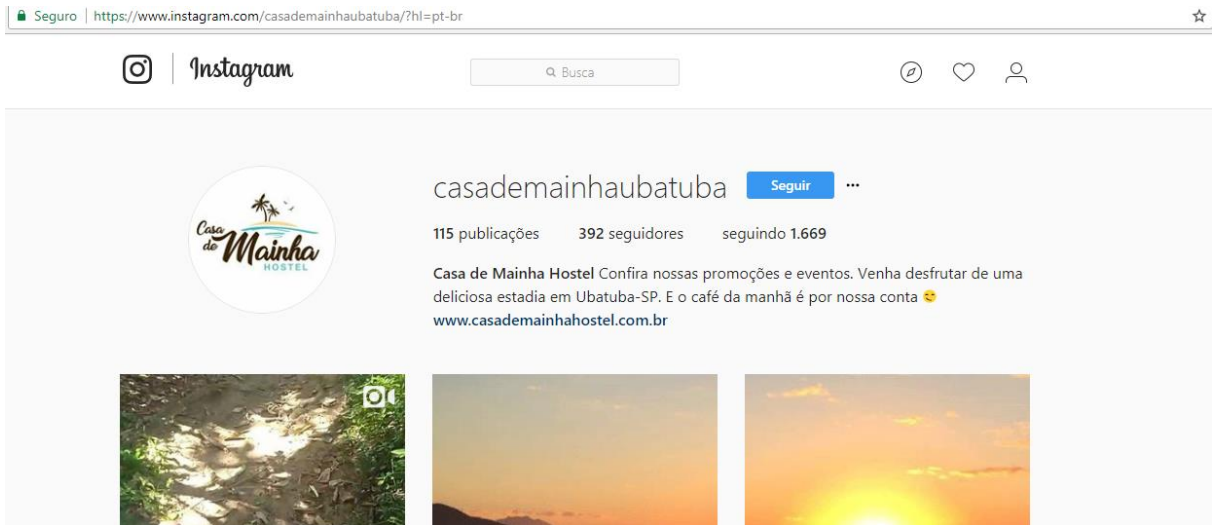 Seguro | https://www.instagram.com/casademainhaubatuba/?hl=pt-br
Instagram
Busca
casademainhaubatuba Seguir ...
115 publicações 392 seguidores seguindo 1.669
Casa de Mainha Hostel Confira nossas promoções e eventos. Venha desfrutar de uma
deliciosa estadia em Ubatuba-SP. E o café da manhã é por nossa conta 😋
www.casademainhahostel.com.br
Casa
de Mainha
HOSTEL